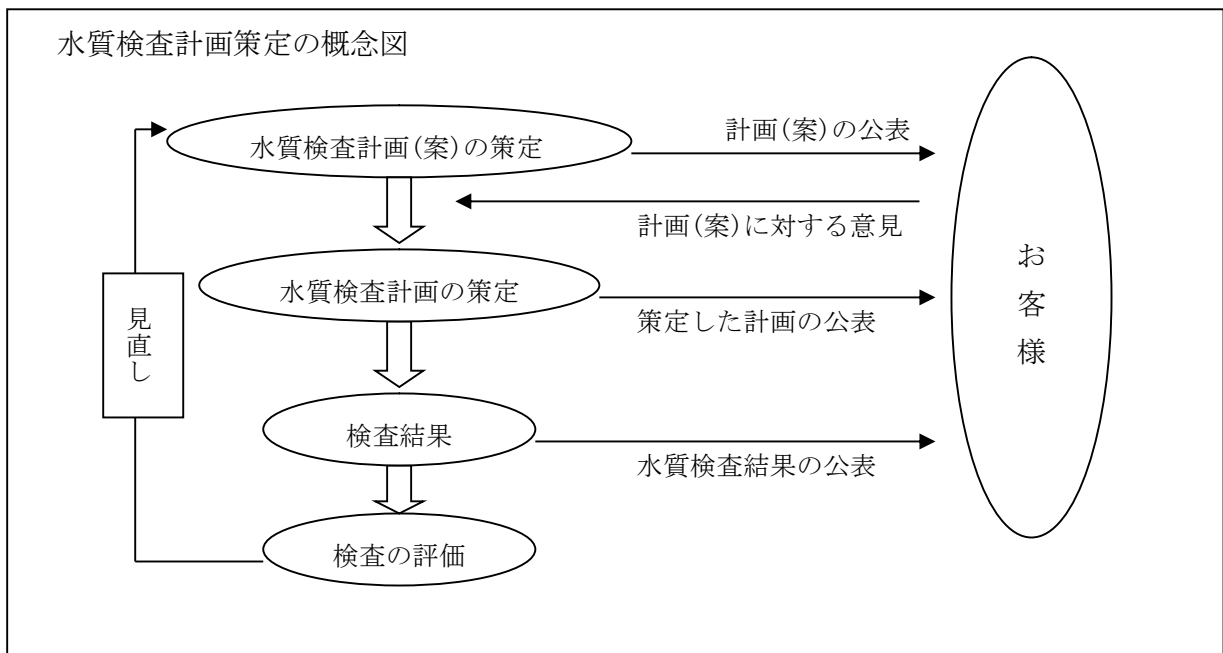 水質検査計画策定の概念図
水質検査計画(案)の策定
計画(案)の公表
計画(案)に対する意見
水質検査計画の策定
策定した計画の公表
見直し
お客様
検査結果
水質検査結果の公表
検査の評価